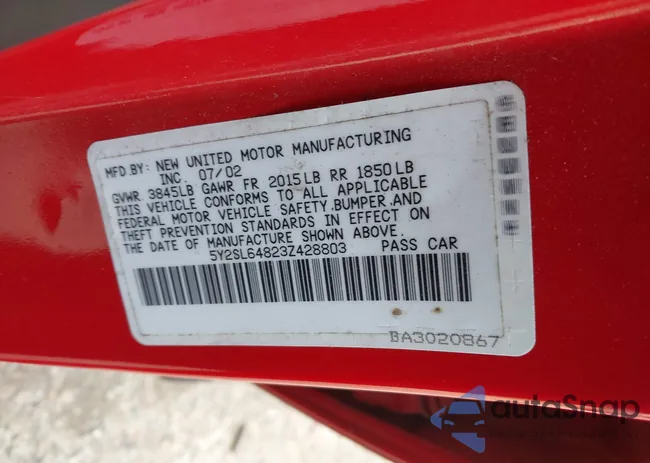 MFD.BY: NEW UNITED MOTOR MANUFACTURING
INC. 07/02
GVWR 3845LB GAWR FR 2015LB RR 1850LB
THIS VEHICLE CONFORMS TO ALL APPLICABLE
FEDERAL MOTOR VEHICLE SAFETY,BUMPER,AND
THEFT PREVENTION STANDARDS IN EFFECT ON
THE DATE OF MANUFACTURE SHOWN ABOVE.
5Y2SL64823Z428803 PASS CAR
BA3020867
autoSnap